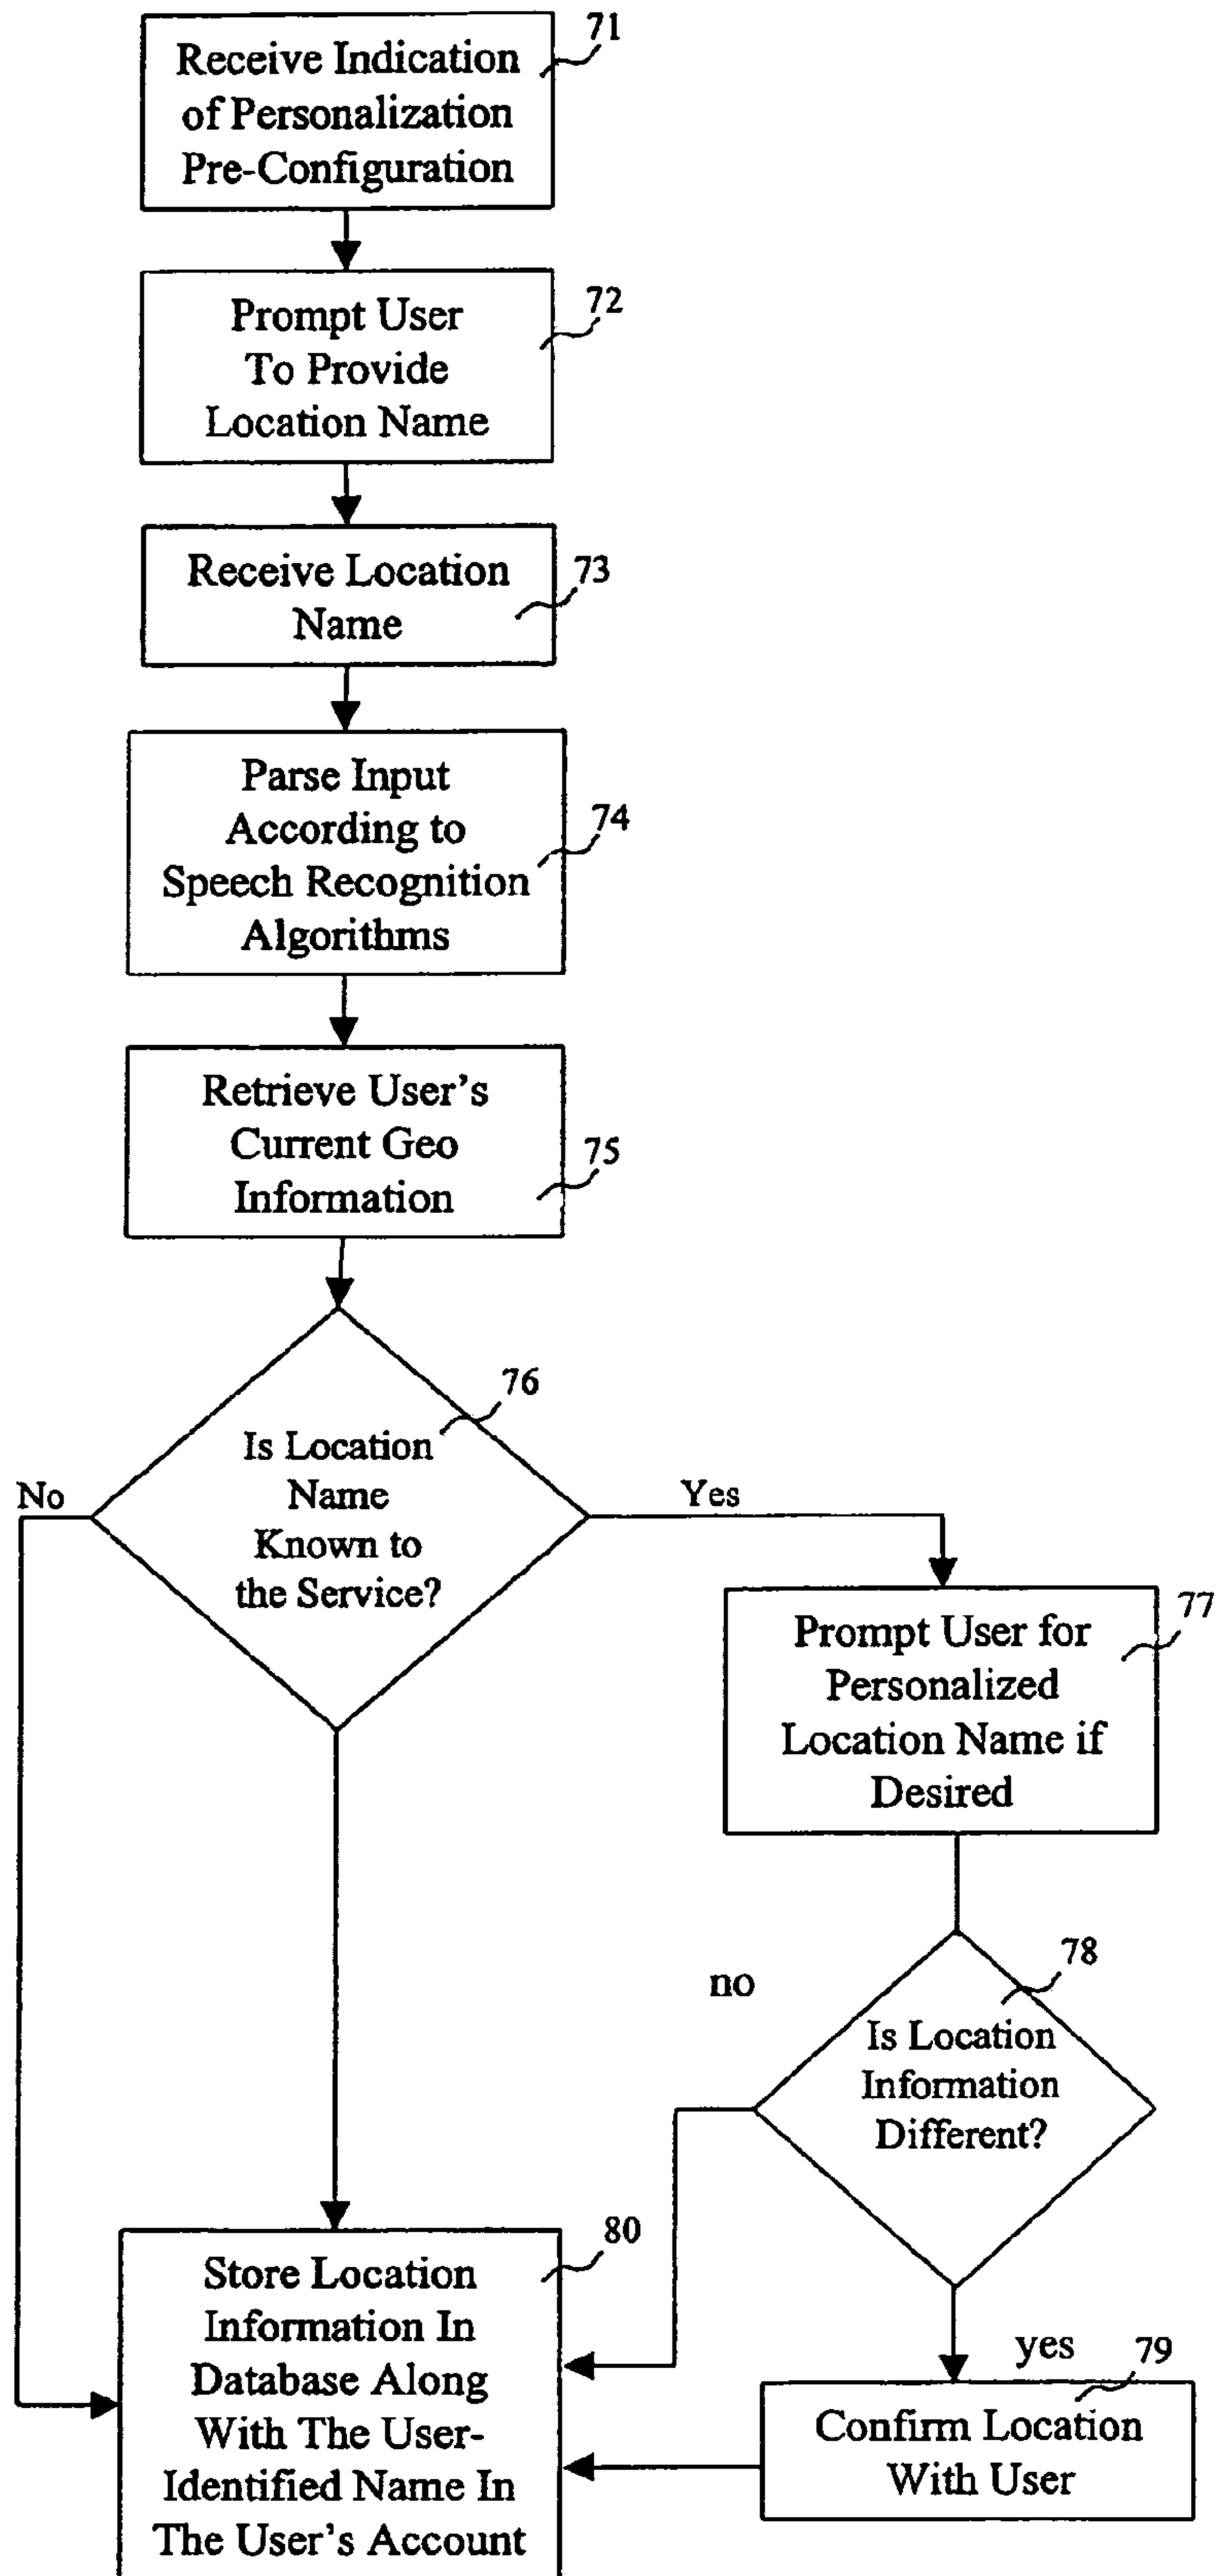 71
Receive Indication
of Personalization
Pre-Configuration
72
Prompt User
To Provide
Location Name
73
Receive Location
Name
74
Parse Input
According to
Speech Recognition
Algorithms
75
Retrieve User's
Current Geo
Information
76
Is Location
Name
Known to
the Service?
No
Yes
77
Prompt User for
Personalized
Location Name if
Desired
78
no
Is Location
Information
Different?
yes
79
Confirm Location
With User
80
Store Location
Information In
Database Along
With The User-
Identified Name In
The User's Account